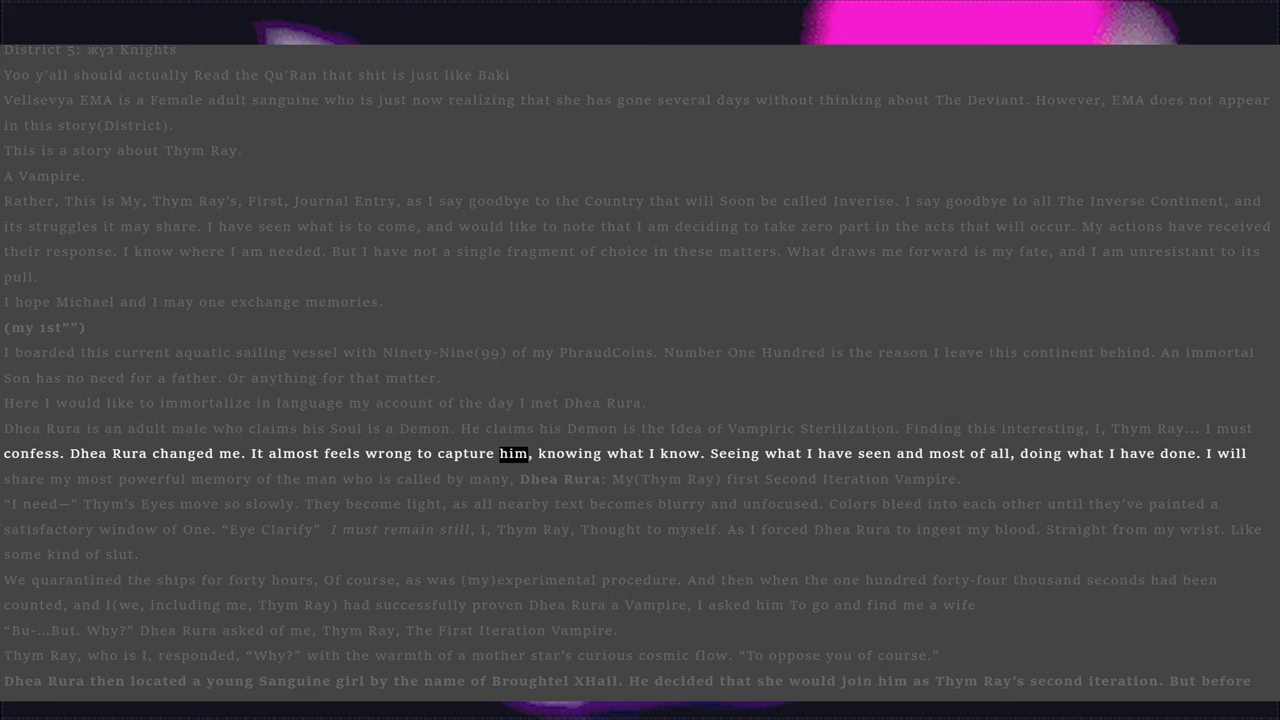 District 5: жүз Knights
Yoo y’all should actually Read the Qu’Ran that shit is just like Baki
Vellsevya EMA is a Female adult sanguine who is just now realizing that she has gone several days without thinking about The Deviant. However, EMA does not appear
in this story(District).
This is a story about Thym Ray.
A Vampire.
Rather, This is My, Thym Ray’s, First, Journal Entry, as I say goodbye to the Country that will Soon be called Inverise. I say goodbye to all The Inverse Continent, and
its struggles it may share. I have seen what is to come, and would like to note that I am deciding to take zero part in the acts that will occur. My actions have received
their response. I know where I am needed. But I have not a single fragment of choice in these matters. What draws me forward is my fate, and I am unresistant to its
pull.
I hope Michael and I may one exchange memories.
(my 1st””)
I boarded this current aquatic sailing vessel with Ninety-Nine(99) of my PhraudCoins. Number One Hundred is the reason I leave this continent behind. An immortal
Son has no need for a father. Or anything for that matter.
Here I would like to immortalize in language my account of the day I met Dhea Rura.
Dhea Rura is an adult male who claims his Soul is a Demon. He claims his Demon is the Idea of Vampiric Sterilization. Finding this interesting, I, Thym Ray... I must
confess. Dhea Rura changed me. It almost feels wrong to capture him, knowing what I know. Seeing what I have seen and most of all, doing what I have done. I will
share my most powerful memory of the man who is called by many, Dhea Rura: My(Thym Ray) first Second Iteration Vampire.
“I need—” Thym’s Eyes move so slowly. They become light, as all nearby text becomes blurry and unfocused. Colors bleed into each other until they’ve painted a
satisfactory window of One. “Eye Clarify”  I must remain still, I, Thym Ray, Thought to myself. As I forced Dhea Rura to ingest my blood. Straight from my wrist. Like
some kind of slut.
We quarantined the ships for forty hours, Of course, as was (my)experimental procedure. And then when the one hundred forty-four thousand seconds had been
counted, and I(we, including me, Thym Ray) had successfully proven Dhea Rura a Vampire, I asked him To go and find me a wife
“Bu-...But. Why?” Dhea Rura asked of me, Thym Ray, The First Iteration Vampire.
Thym Ray, who is I, responded, “Why?” with the warmth of a mother star’s curious cosmic flow. “To oppose you of course.”
Dhea Rura then located a young Sanguine girl by the name of Broughtel XHail. He decided that she would join him as Thym Ray’s second iteration. But before